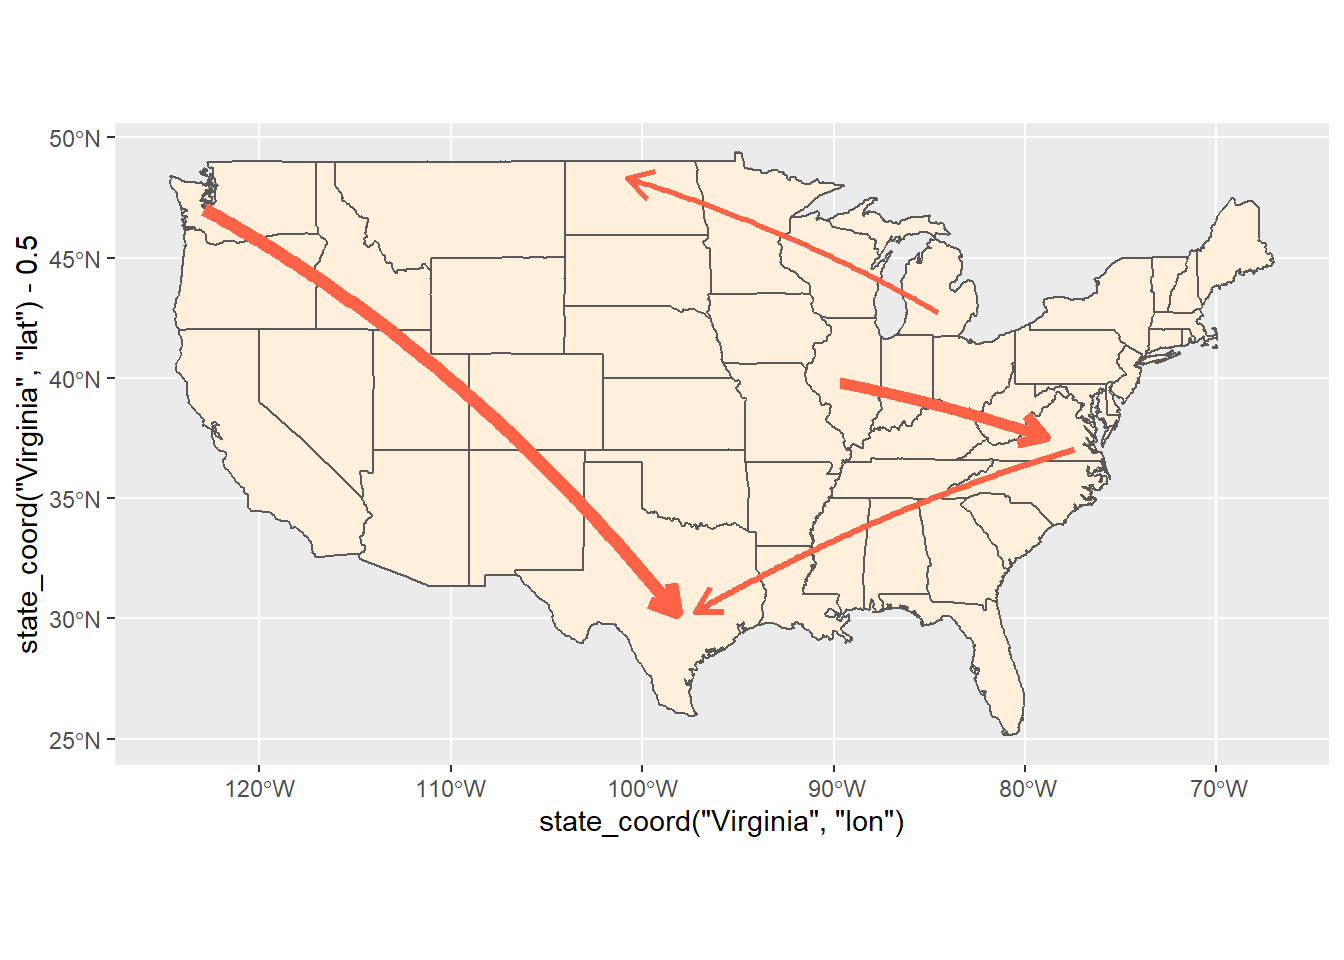 50°N
45°N
40°N
35°N
30°N
25°N
state_coord("Virginia", "lat") - 0.5
120°W 110°W 100°W 90°W 80°W 70°W
state_coord("Virginia", "lon")